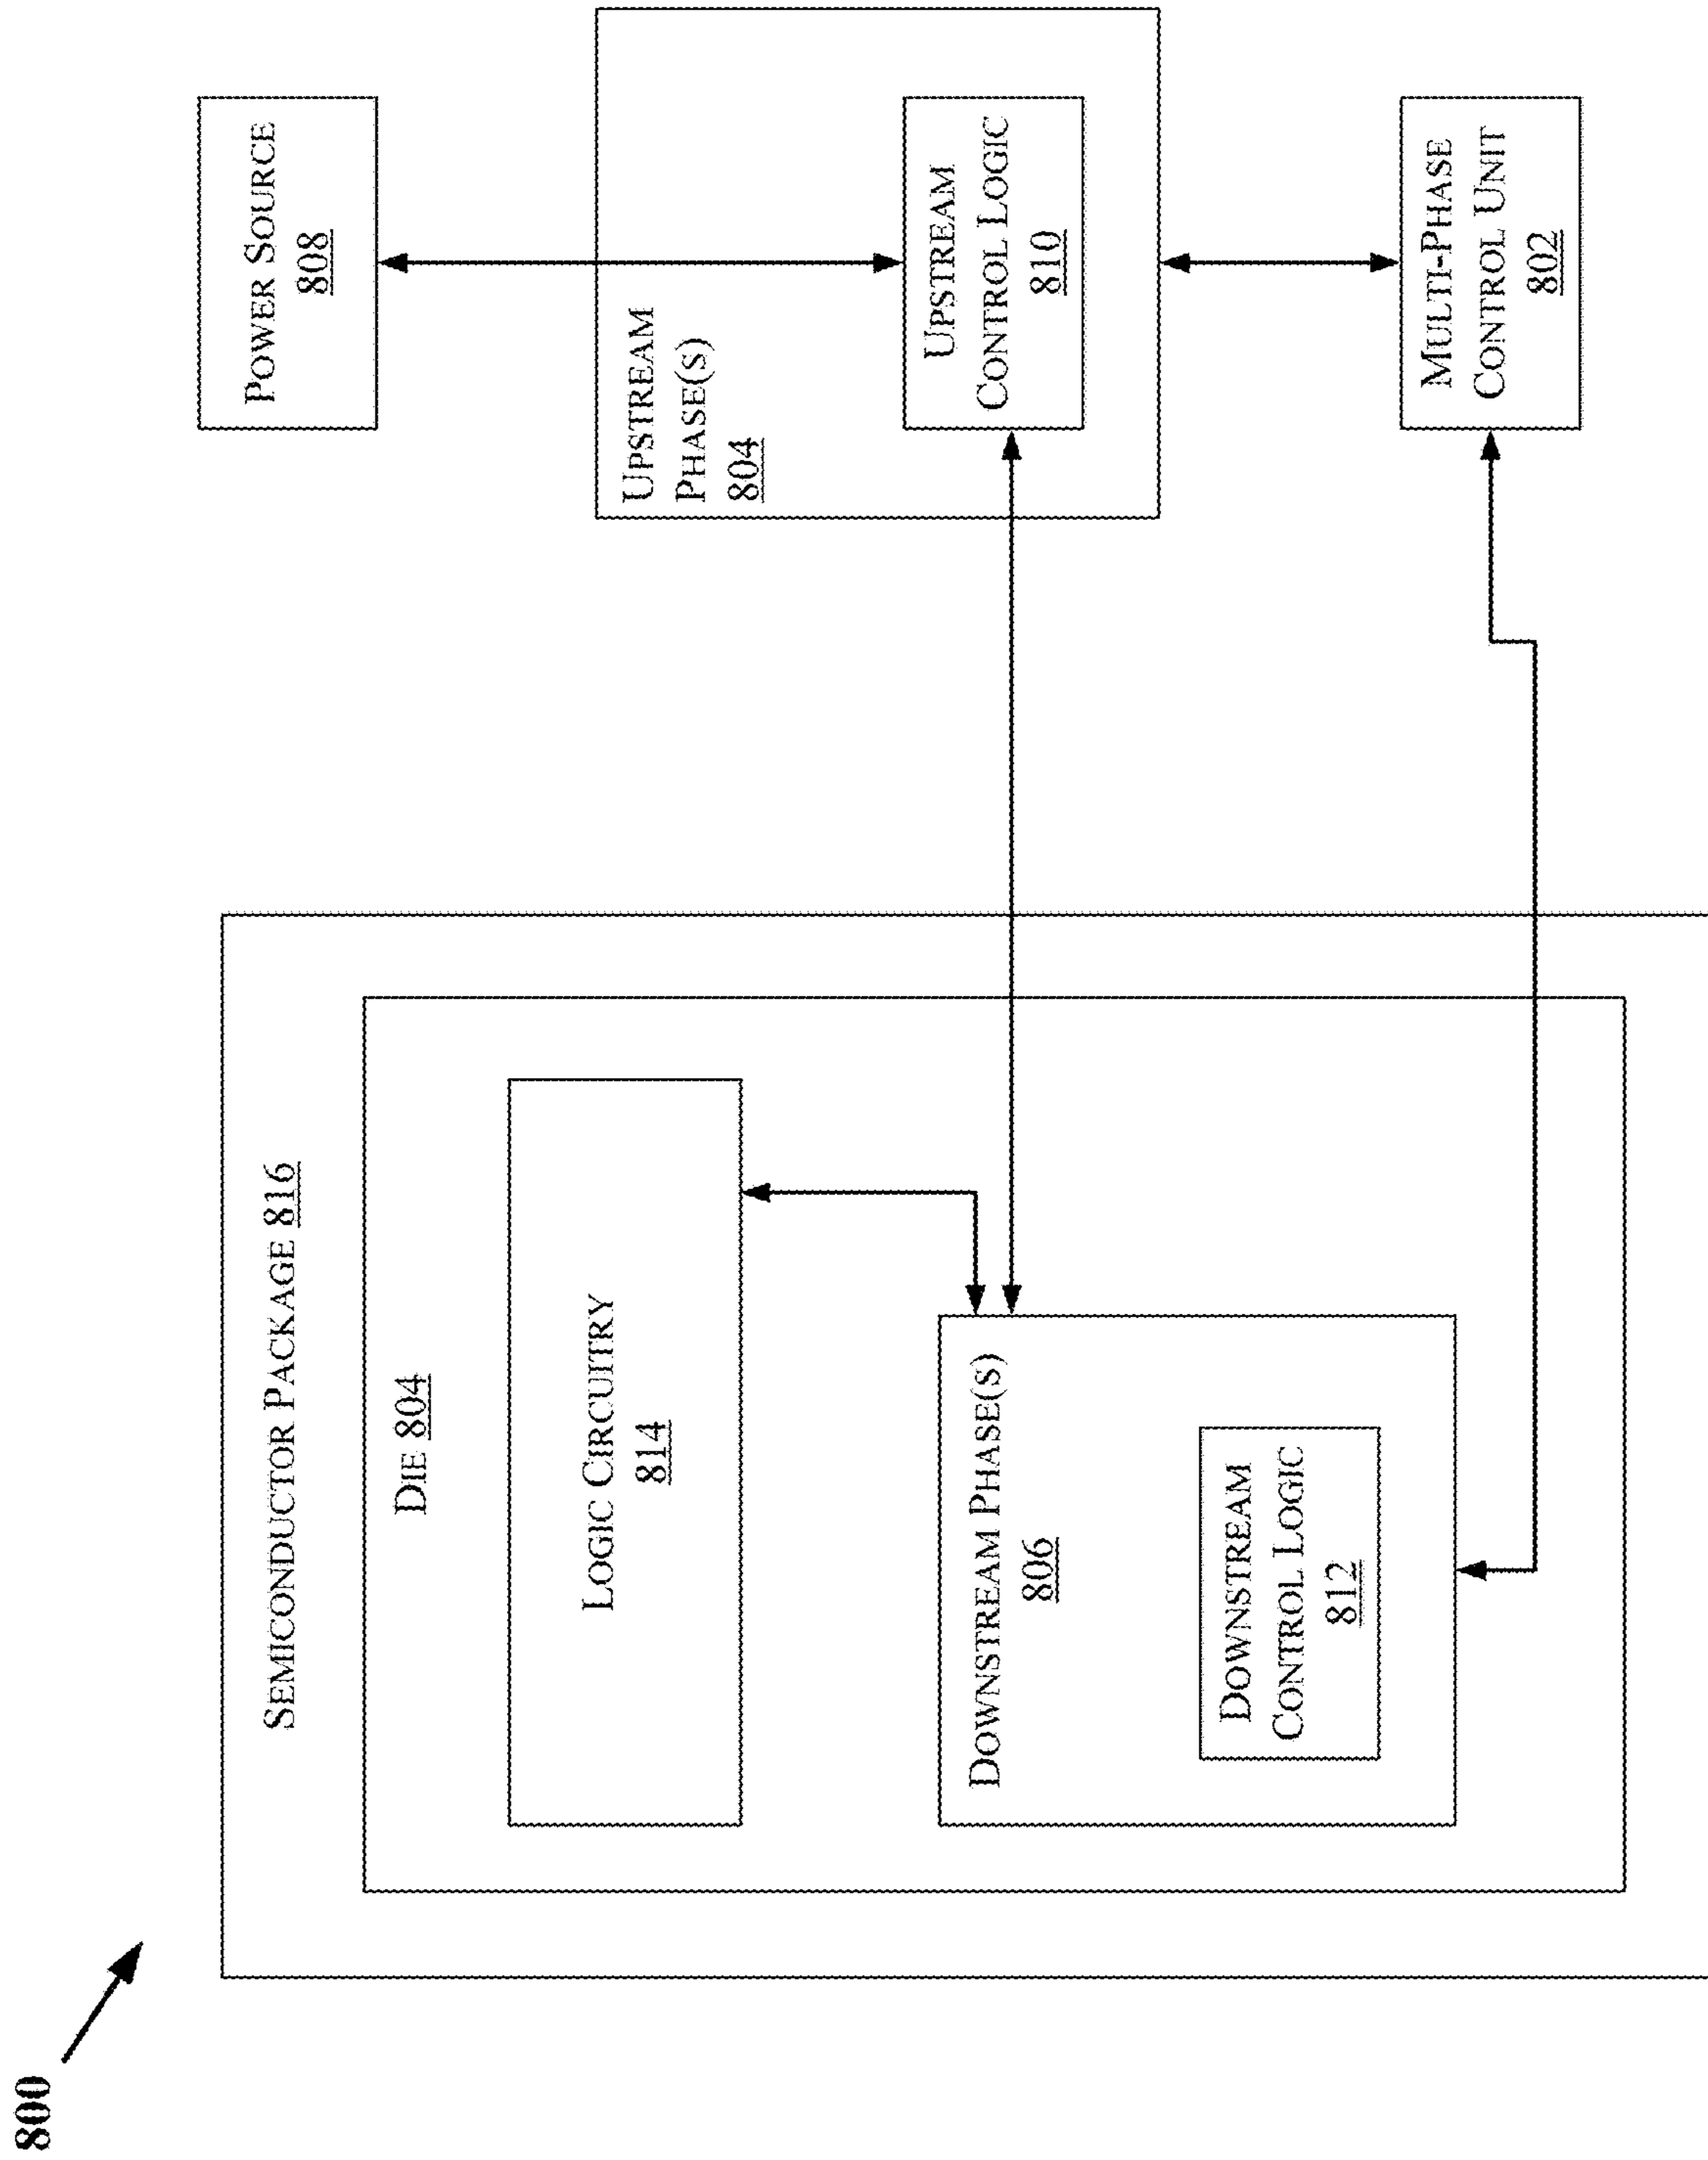 800
SEMICONDUCTOR PACKAGE 816
DIE 804
LOGIC CIRCUITRY
814
DOWNSTREAM PHASE(S)
806
DOWNSTREAM
CONTROL LOGIC
812
POWER SOURCE
808
UPSTREAM
PHASE(S)
804
UPSTREAM
CONTROL LOGIC
810
MULTI-PHASE
CONTROL UNIT
802